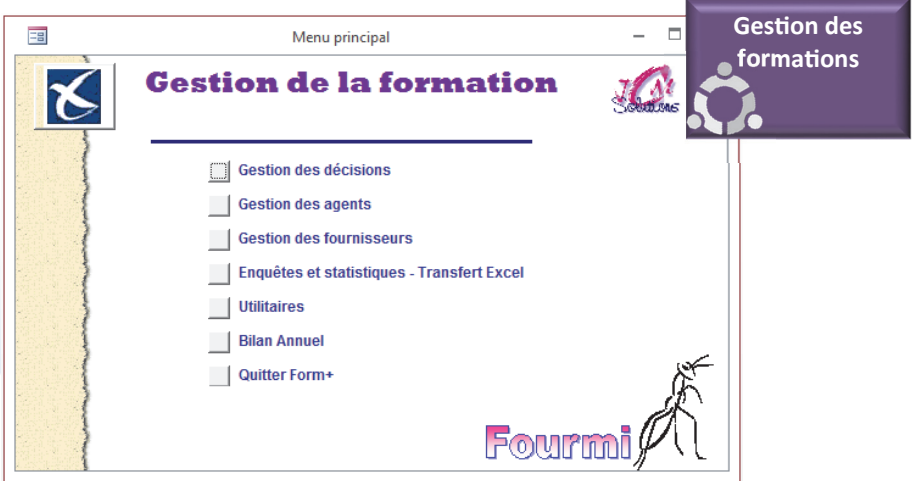 Menu principal
Gestion des
formations
Gestion de la formation
Solutions
Gestion des décisions
Gestion des agents
Gestion des fournisseurs
Enquêtes et statistiques - Transfert Excel
Utilitaires
Bilan Annuel
Quitter Form+
Fourmi